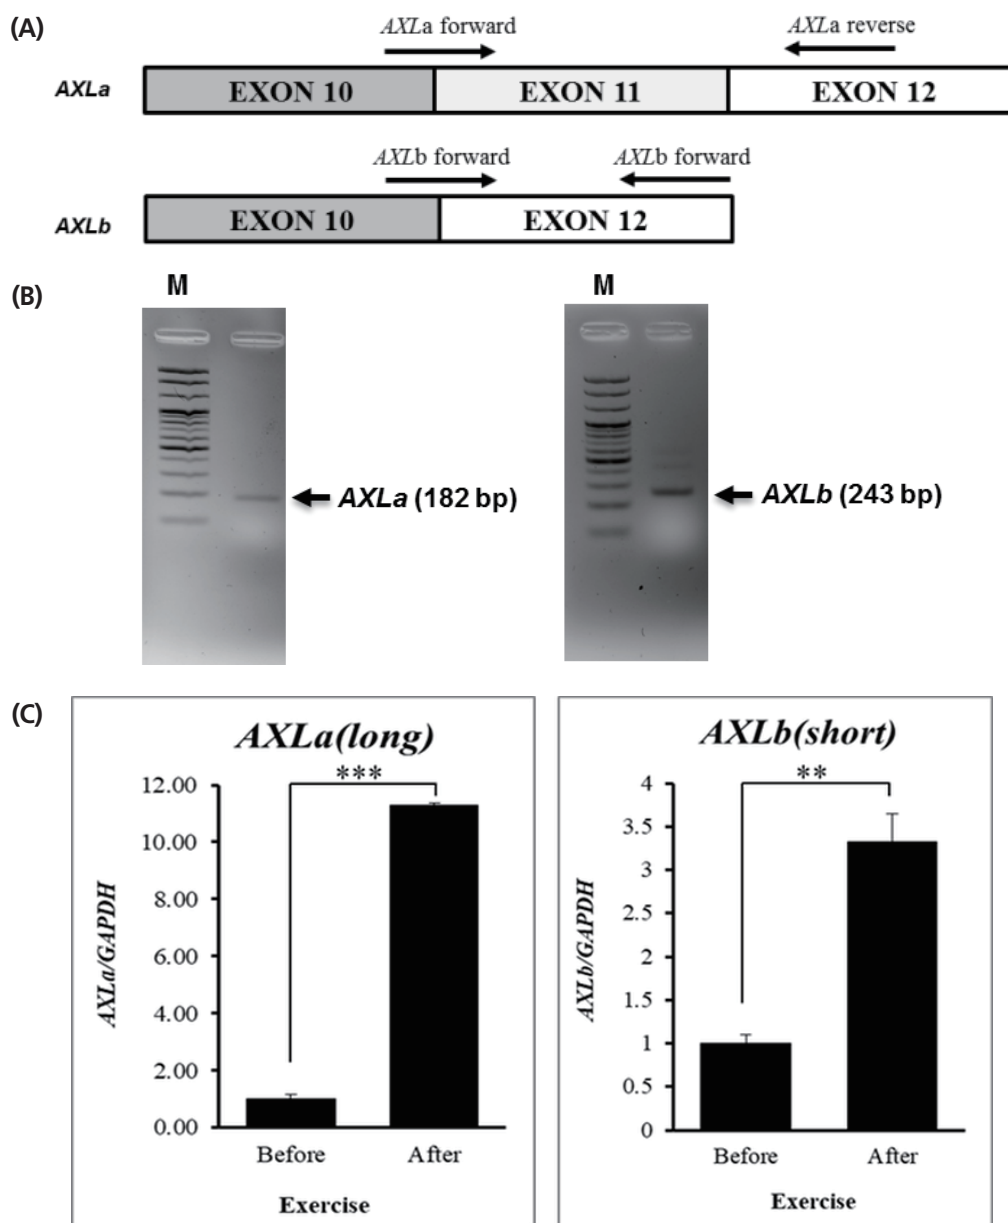 (A)
AXLa forward
AXLa reverse
AXLa
EXON 10
EXON 11
EXON 12
AXLb forward
AXLb forward
AXLb
EXON 10
EXON 12
(B)
M
M
AXLa (182 bp)
AXLb (243 bp)
(C)
AXLa(long)
***
12.00
10.00
8.00
6.00
4.00
2.00
0.00
AXLa/GAPDH
Before
After
Exercise
AXLb(short)
**
4
3.5
3
2.5
2
1.5
1
0.5
0
AXLb/GAPDH
Before
After
Exercise